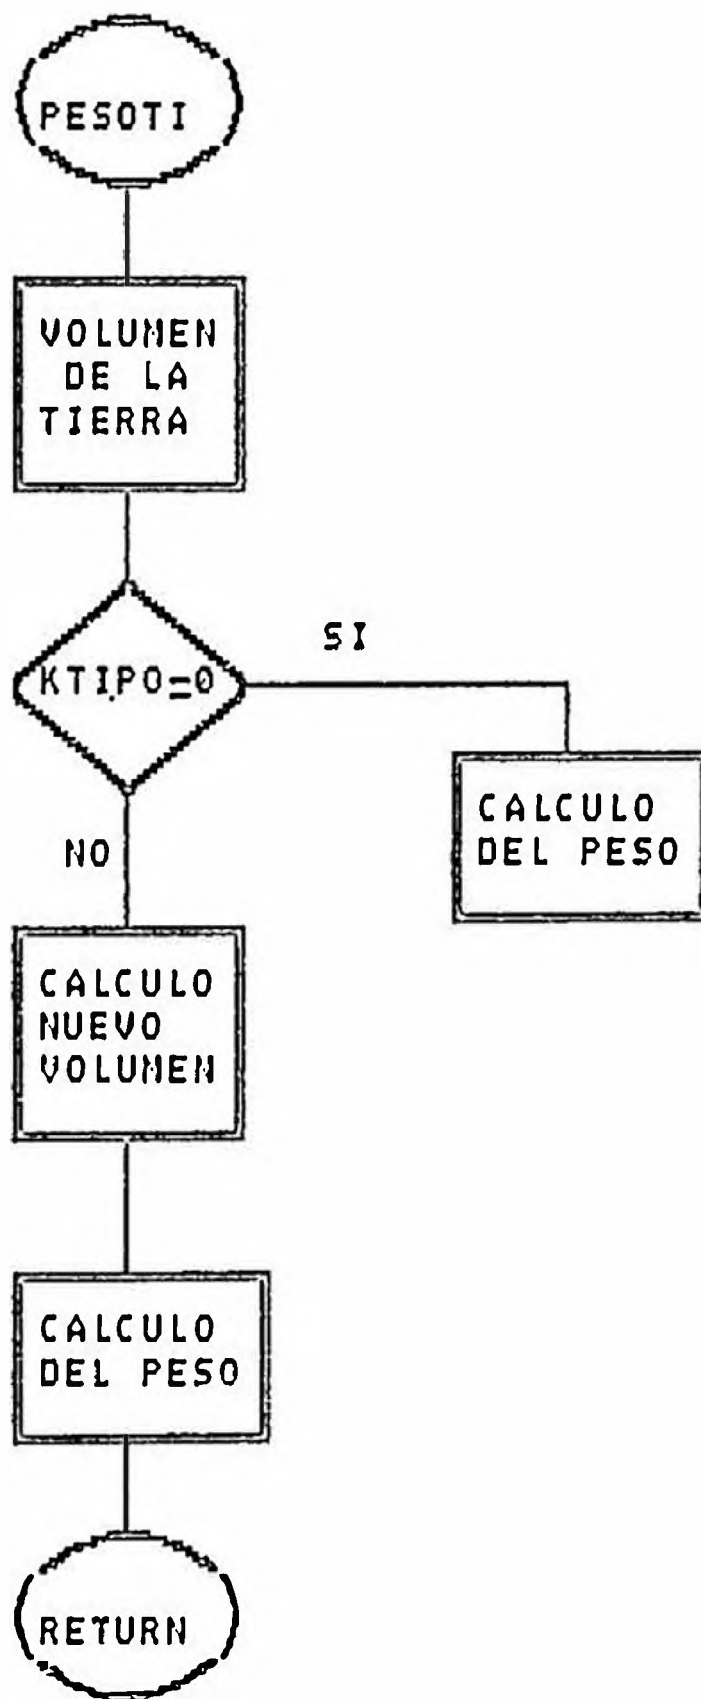 PESOTI
VOLUMEN
DE LA
TIERRA
KTIPO=0
SI
CALCULO
DEL PESO
NO
CALCULO
NUEVO
VOLUMEN
CALCULO
DEL PESO
RETURN